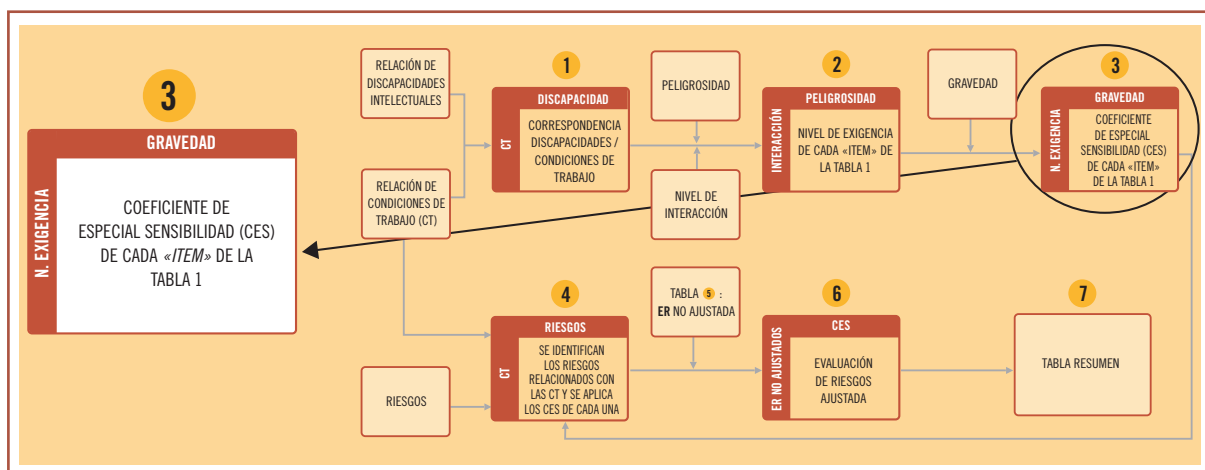 3
GRAVEDAD
N. EXIGENCIA
COEFICIENTE DE
ESPECIAL SENSIBILIDAD (CES)
DE CADA «ITEM» DE LA
TABLA 1
RELACIÓN DE
DISCAPACIDADES
INTELECTUALES
RELACIÓN DE
CONDICIONES DE
TRABAJO (CT)
1
DISCAPACIDAD
CT
CORRESPONDENCIA
DISCAPACIDADES /
CONDICIONES DE
TRABAJO
PELIGROSIDAD
NIVEL DE
INTERACCIÓN
2
PELIGROSIDAD
INTERACCIÓN
NIVEL DE EXIGENCIA
DE CADA «ITEM» DE
LA TABLA 1
GRAVEDAD
3
GRAVEDAD
N. EXIGENCIA
COEFICIENTE
DE ESPECIAL
SENSIBILIDAD (CES)
DE CADA «ITEM»
DE LA TABLA 1
RIESGOS
4
RIESGOS
CT
SE IDENTIFICAN
LOS RIESGOS
RELACIONADOS CON
LAS CT Y SE APLICA
LOS CES DE CADA UNA
TABLA 5 :
ER NO AJUSTADA
6
CES
ER NO AJUSTADOS
EVALUACIÓN
DE RIESGOS
AJUSTADA
7
TABLA RESUMEN